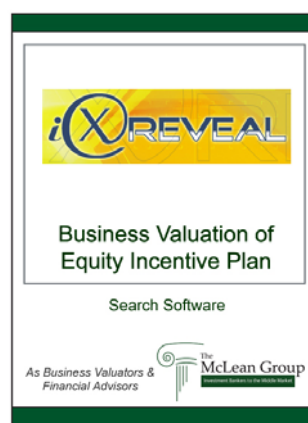 iXREVEAL
Business Valuation of
Equity Incentive Plan
Search Software
As Business Valuators &
Financial Advisors
The
McLean Group
Investment Bankers to the Middle Market